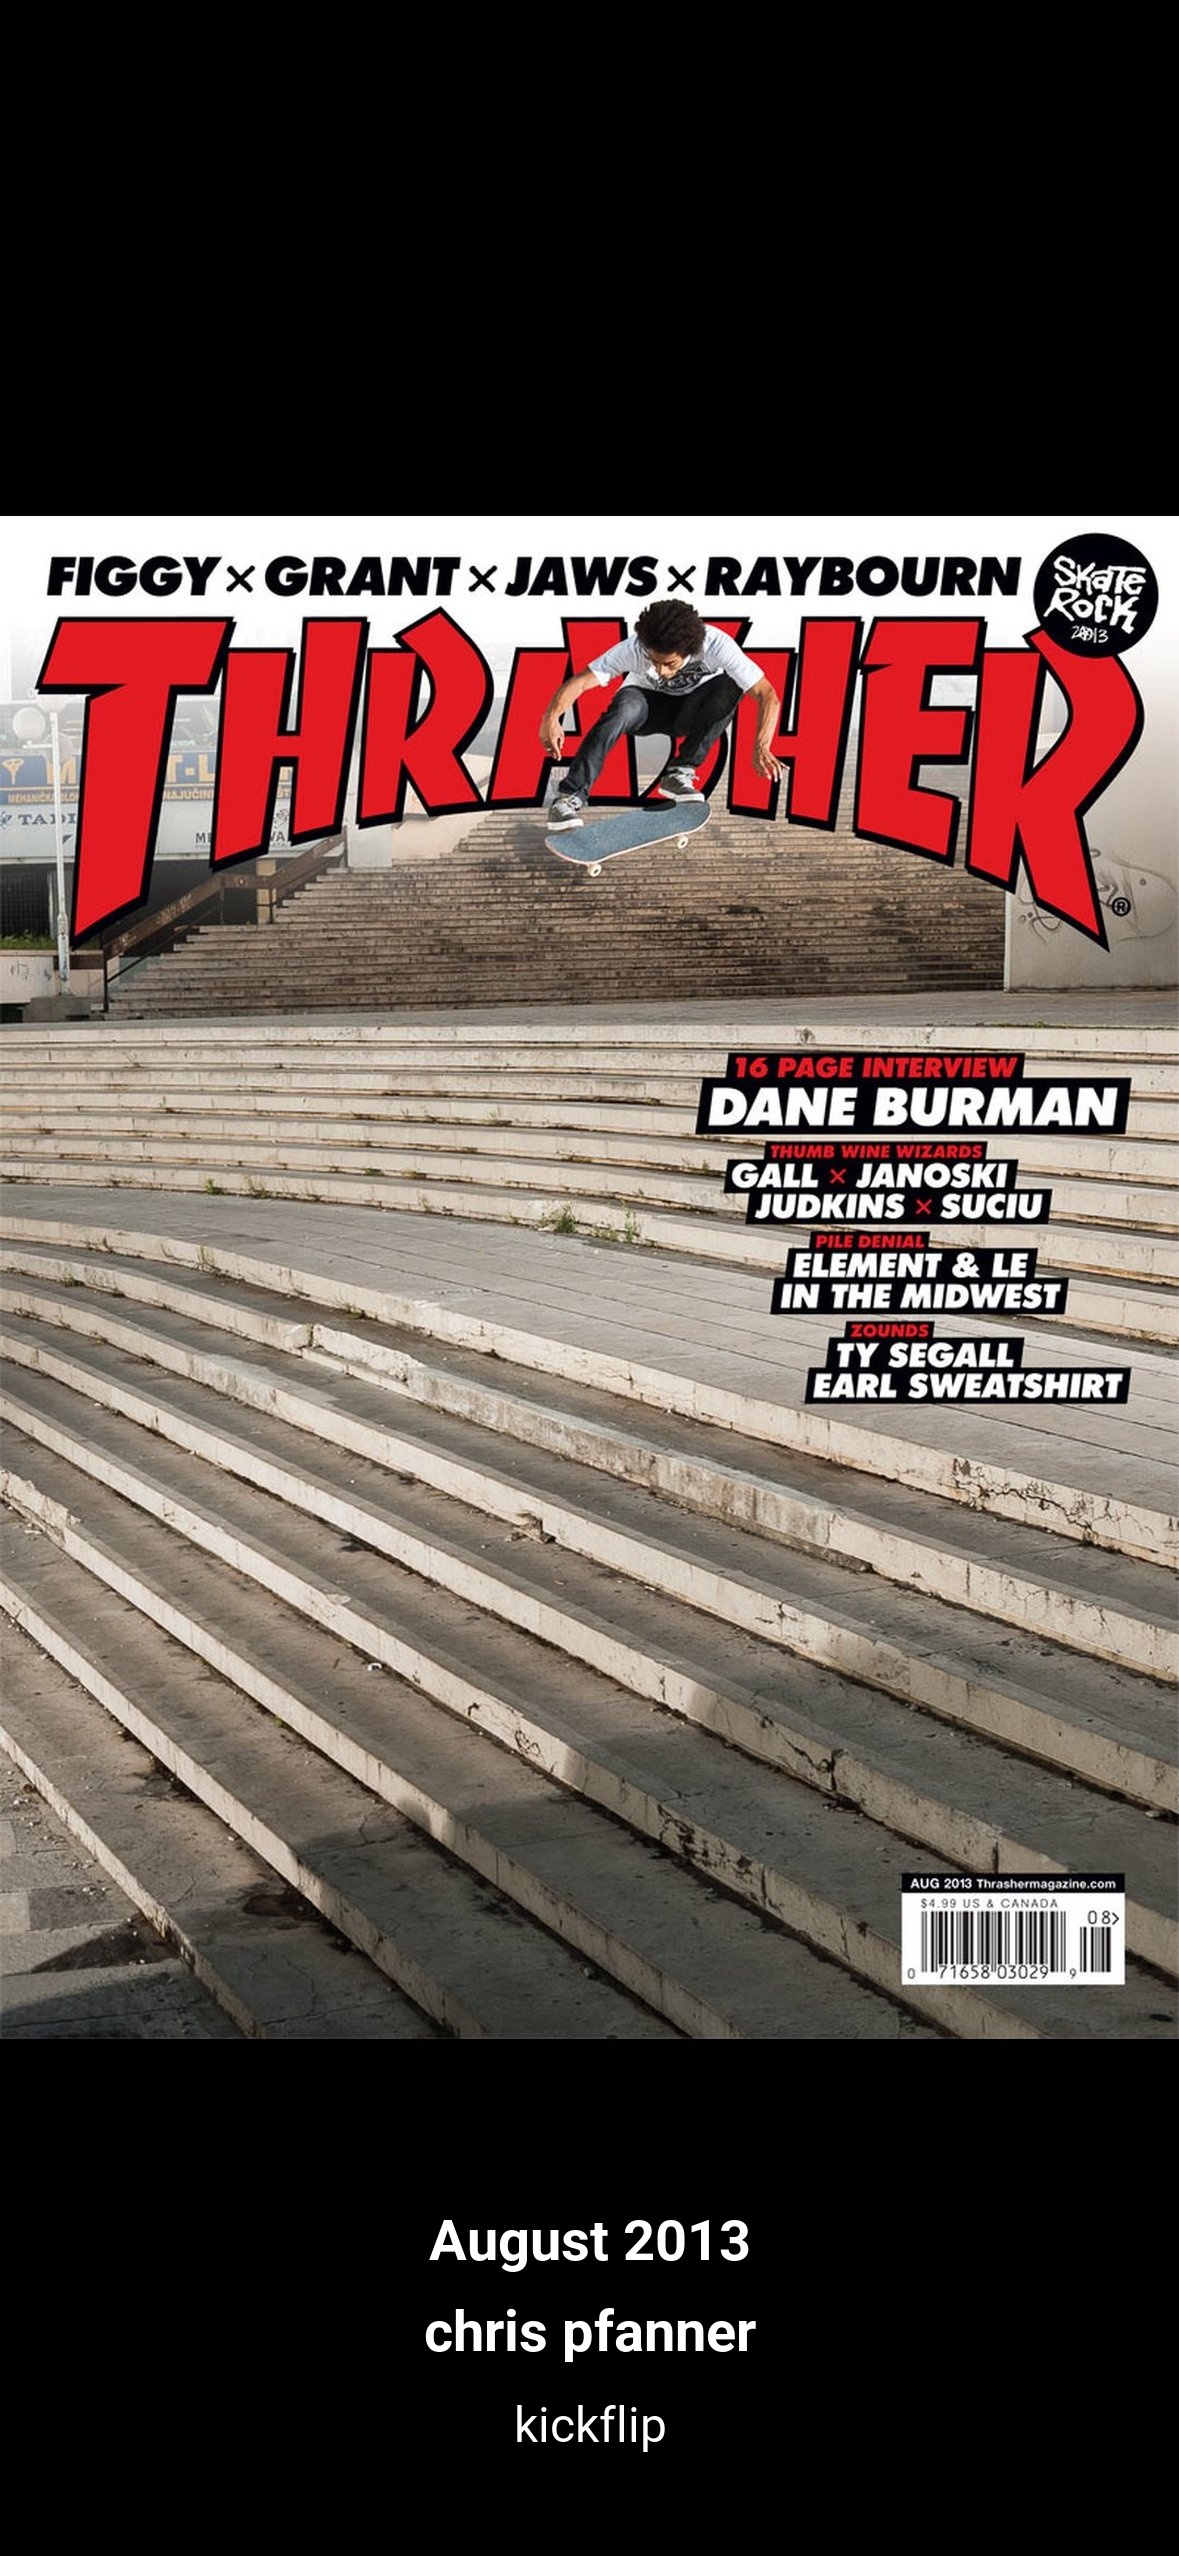 FIGGY × GRANT × JAWS × RAYBOURN
SKATE
ROCK
2013
THRASHER
®
16 PAGE INTERVIEW
DANE BURMAN
THUMB WINE WIZARDS
GALL × JANOSKI
JUDKINS × SUCIU
PILE DENIAL
ELEMENT & LE
IN THE MIDWEST
ZOUNDS
TY SEGALL
EARL SWEATSHIRT
AUG 2013 Thrashermagazine.com
$4.99 US & CANADA
08>
0 71658 03029 9
August 2013
chris pfanner
kickflip